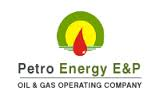 Petro Energy E&P
OIL & GAS OPERATING COMPANY